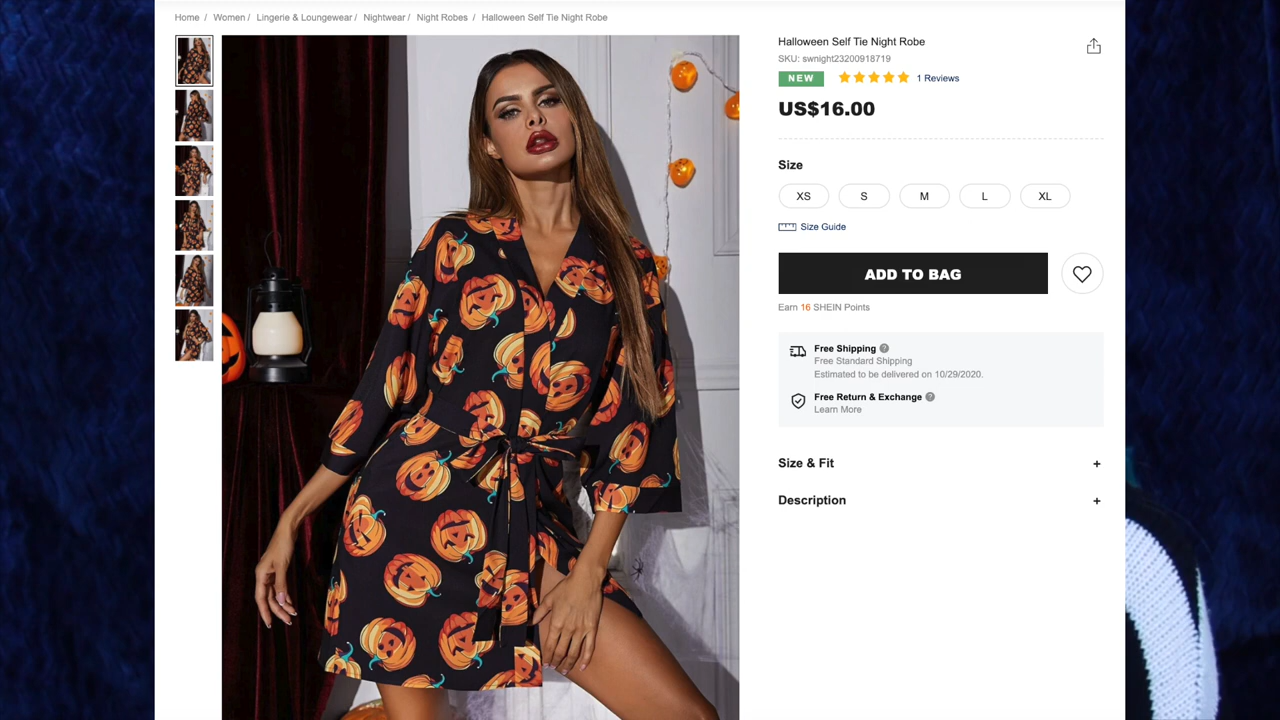 Home / Women / Lingerie & Loungewear / Nightwear / Night Robes / Halloween Self Tie Night Robe
Halloween Self Tie Night Robe
SKU: swnight23200918719
NEW 1 Reviews
US$16.00
Size
XS S M L XL
Size Guide
ADD TO BAG
Earn 16 SHEIN Points
Free Shipping ?
Free Standard Shipping
Estimated to be delivered on 10/29/2020.
Free Return & Exchange ?
Learn More
Size & Fit +
Description +